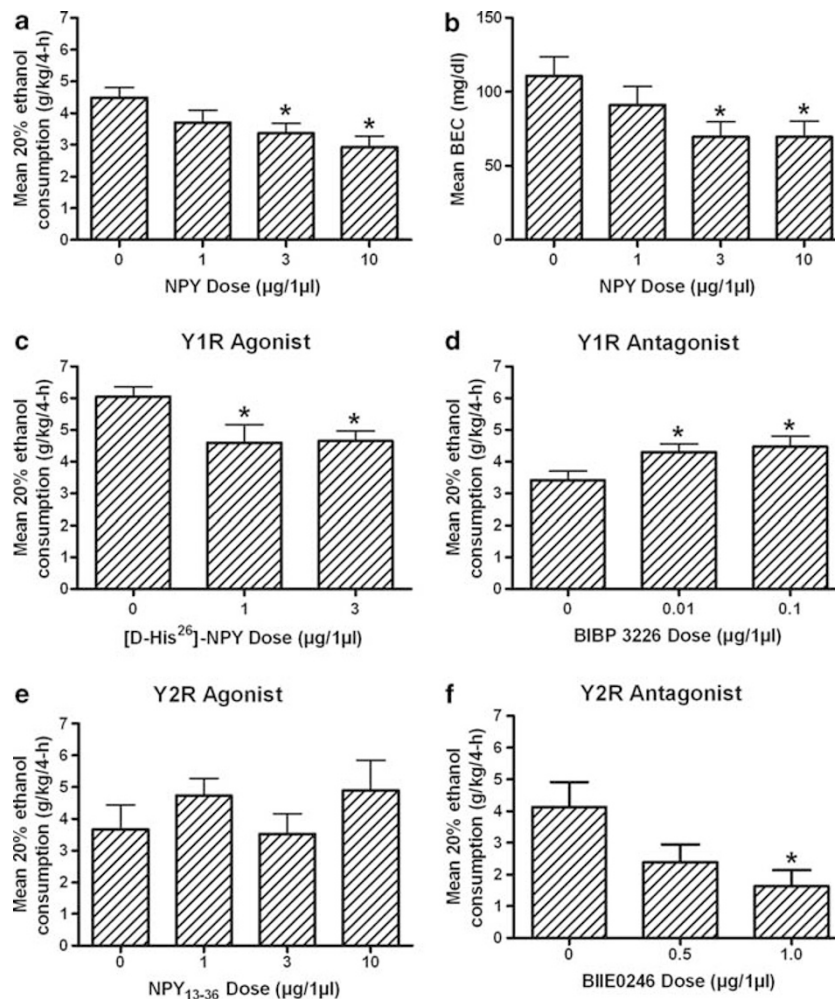 a
Mean 20% ethanol
consumption (g/kg/4-h)
7
6
5
4
3
2
1
0
*
*
0 1 3 10
NPY Dose (µg/1µl)
b
Mean BEC (mg/dl)
150
100
50
0
*
*
0 1 3 10
NPY Dose (µg/1µl)
c
Y1R Agonist
Mean 20% ethanol
consumption (g/kg/4-h)
7
6
5
4
3
2
1
0
*
*
0 1 3
[D-His²⁶]-NPY Dose (µg/1µl)
d
Y1R Antagonist
Mean 20% ethanol
consumption (g/kg/4-h)
7
6
5
4
3
2
1
0
*
*
0 0.01 0.1
BIBP 3226 Dose (µg/1µl)
e
Y2R Agonist
Mean 20% ethanol
consumption (g/kg/4-h)
7
6
5
4
3
2
1
0
0 1 3 10
NPY₁₃₋₃₆ Dose (µg/1µl)
f
Y2R Antagonist
Mean 20% ethanol
consumption (g/kg/4-h)
7
6
5
4
3
2
1
0
*
0 0.5 1.0
BIIE0246 Dose (µg/1µl)